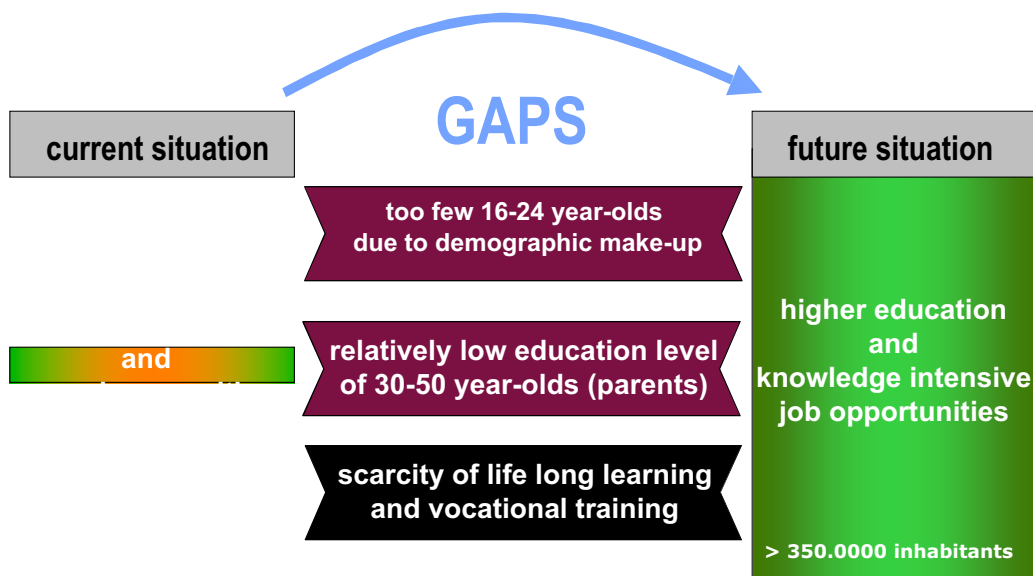 GAPS
current situation
future situation
too few 16-24 year-olds
due to demographic make-up
and
relatively low education level
of 30-50 year-olds (parents)
scarcity of life long learning
and vocational training
higher education
and
knowledge intensive
job opportunities
> 350.0000 inhabitants